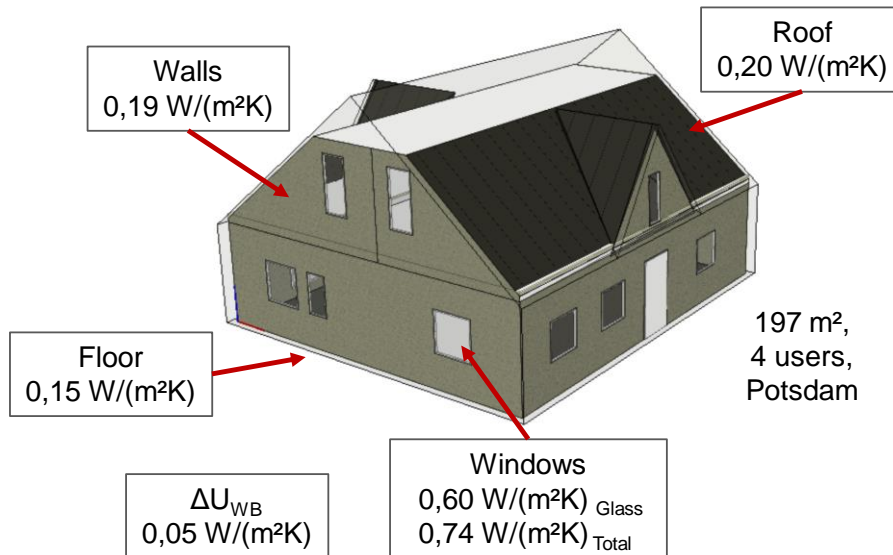 Walls
0,19 W/(m²K)
Roof
0,20 W/(m²K)
Floor
0,15 W/(m²K)
197 m²,
4 users,
Potsdam
ΔU_WB
0,05 W/(m²K)
Windows
0,60 W/(m²K) Glass
0,74 W/(m²K) Total